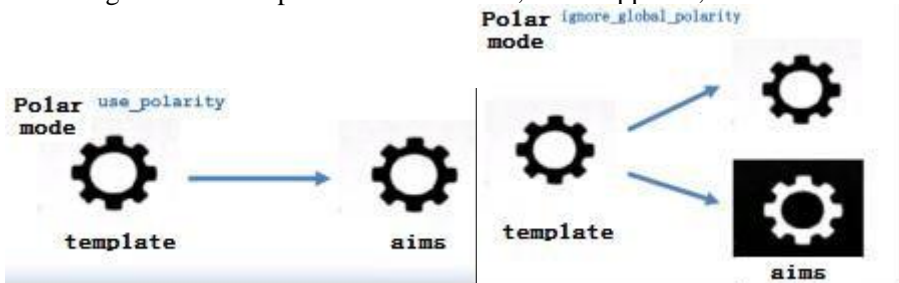 Polar use_polarity
mode
template aims
Polar ignore_global_polarity
mode
template
aims